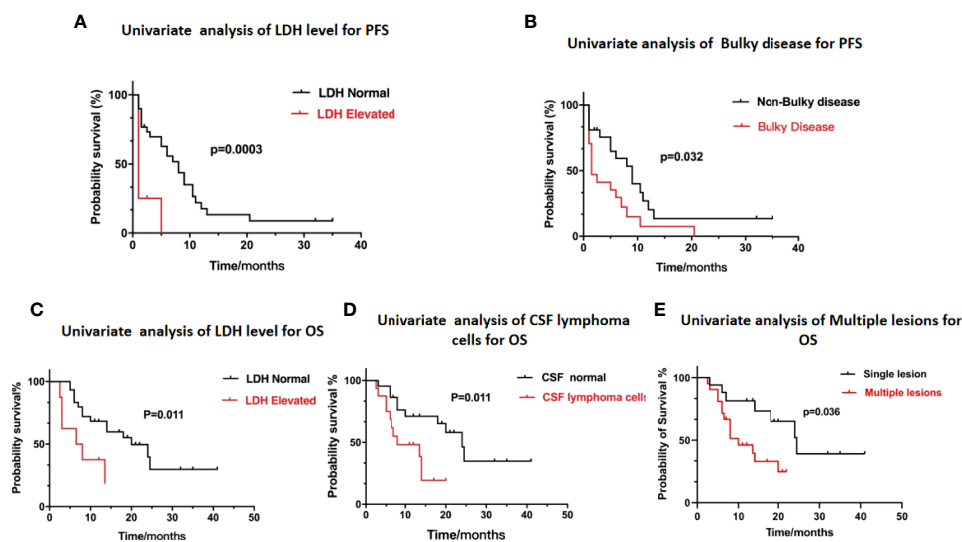 A
Univariate analysis of LDH level for PFS
Probability survival (%)
100
50
0
0 10 20 30 40
Time/months
LDH Normal
LDH Elevated
p=0.0003
B
Univariate analysis of Bulky disease for PFS
Probability survival (%)
100
50
0
0 10 20 30 40
Time/months
Non-Bulky disease
Bulky Disease
p=0.032
C
Univariate analysis of LDH level for OS
Probability survival%
100
50
0
0 10 20 30 40 50
Time/months
LDH Normal
LDH Elevated
P=0.011
D
Univariate analysis of CSF lymphoma
cells for OS
Probability survival %
100
50
0
0 10 20 30 40 50
Time/months
CSF normal
CSF lymphoma cells
p=0.011
E
Univariate analysis of Multiple lesions for
OS
Probability of Survival %
100
50
0
0 10 20 30 40 50
Time/months
Single lesion
Multiple lesions
p=0.036